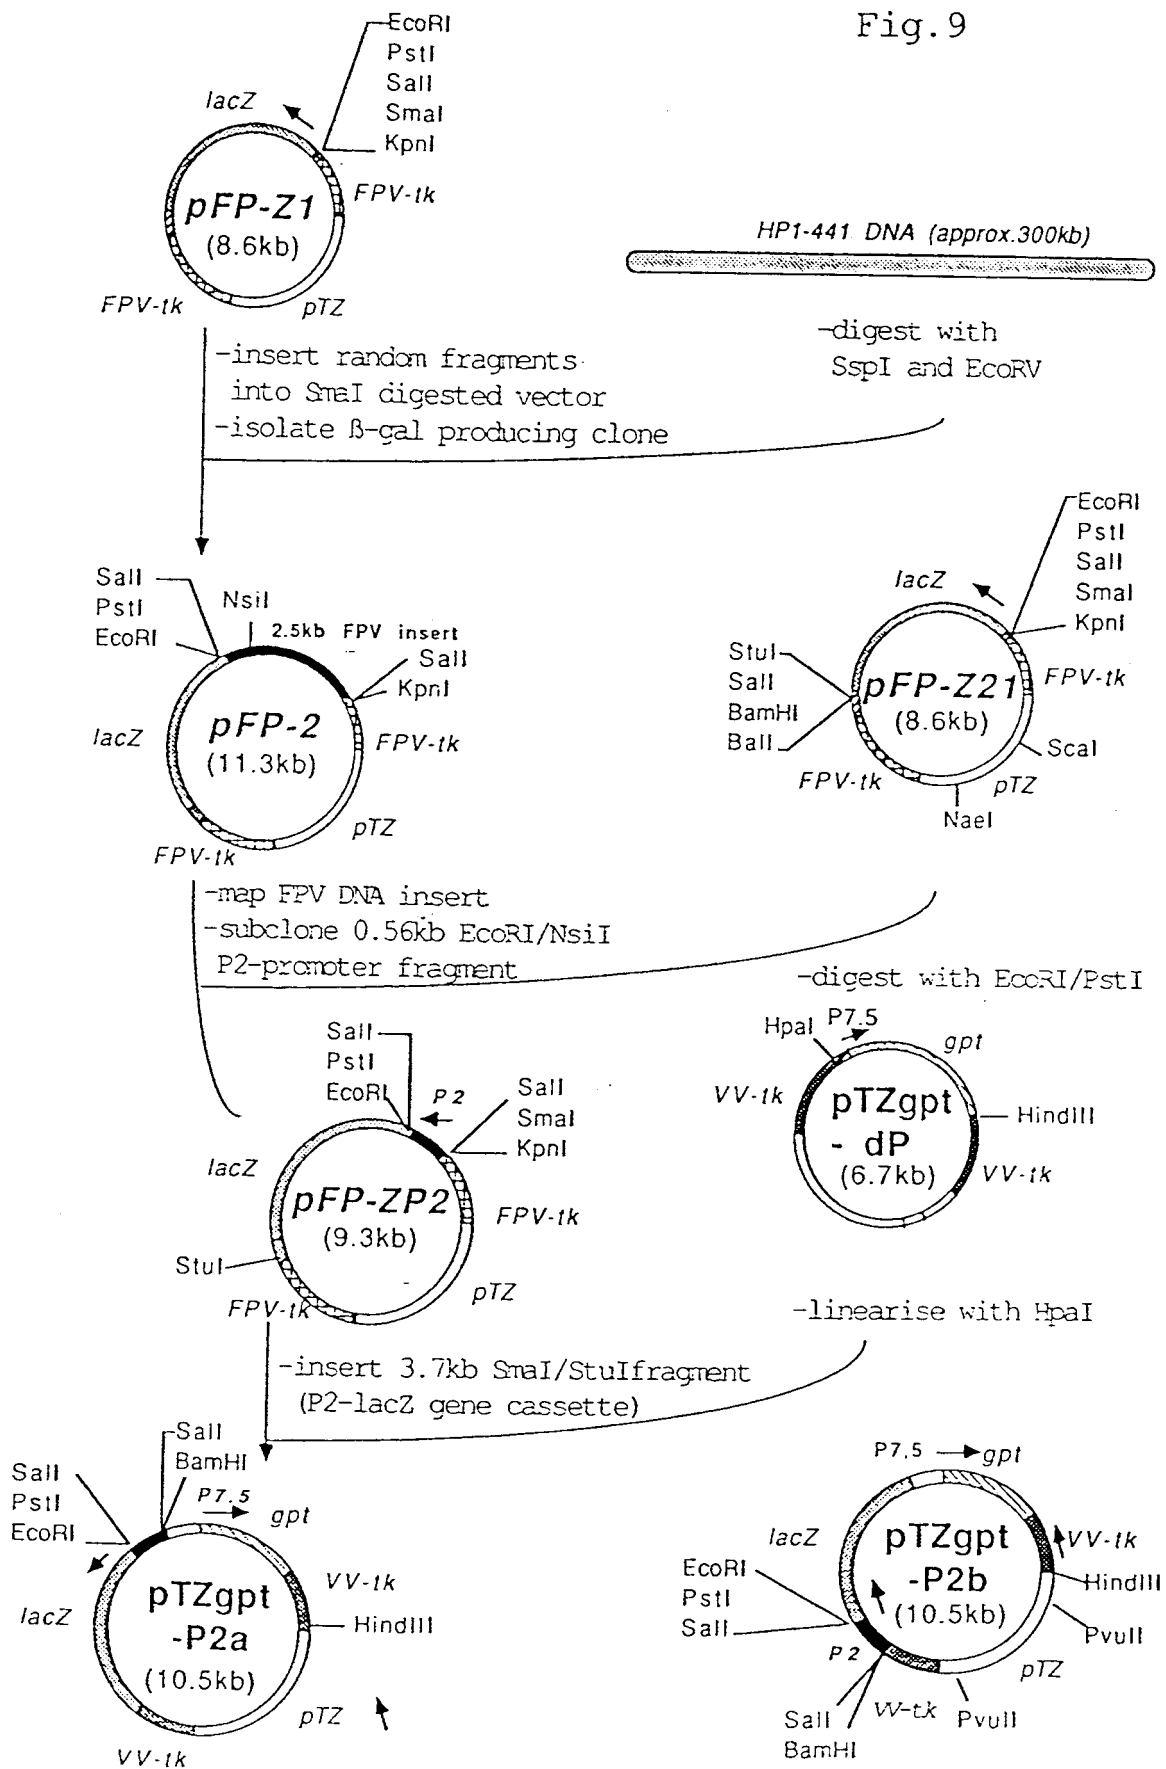 Fig.9
EcoRI
PstI
SalI
SmaI
KpnI
lacZ
FPV-tk
pFP-Z1
(8.6kb)
FPV-tk
pTZ
HP1-441 DNA (approx.300kb)
-digest with
SspI and EcoRV
-insert random fragments
into SmaI digested vector
-isolate ß-gal producing clone
SalI
PstI
EcoRI
NsiI
2.5kb FPV insert
SalI
KpnI
lacZ
pFP-2
(11.3kb)
FPV-tk
pTZ
FPV-tk
EcoRI
PstI
SalI
SmaI
KpnI
lacZ
StuI
SalI
BamHI
BalI
pFP-Z21
(8.6kb)
FPV-tk
ScaI
FPV-tk
pTZ
NaeI
-map FPV DNA insert
-subclone 0.56kb EcoRI/NsiI
P2-promoter fragment
-digest with EcoRI/PstI
SalI
PstI
EcoRI
P2
SalI
SmaI
KpnI
lacZ
pFP-ZP2
(9.3kb)
FPV-tk
StuI
FPV-tk
pTZ
HpaI
P7.5
gpt
VV-tk
pTZgpt
- dP
(6.7kb)
HindIII
VV-tk
-linearise with HpaI
-insert 3.7kb SmaI/StuIfragment
(P2-lacZ gene cassette)
SalI
BamHI
SalI
PstI
EcoRI
P7.5
gpt
lacZ
pTZgpt
-P2a
(10.5kb)
VV-tk
HindIII
pTZ
VV-tk
P7,5
gpt
lacZ
pTZgpt
-P2b
(10.5kb)
VV-tk
HindIII
EcoRI
PstI
SalI
PvuII
P2
pTZ
VV-tk
PvuII
SalI
BamHI